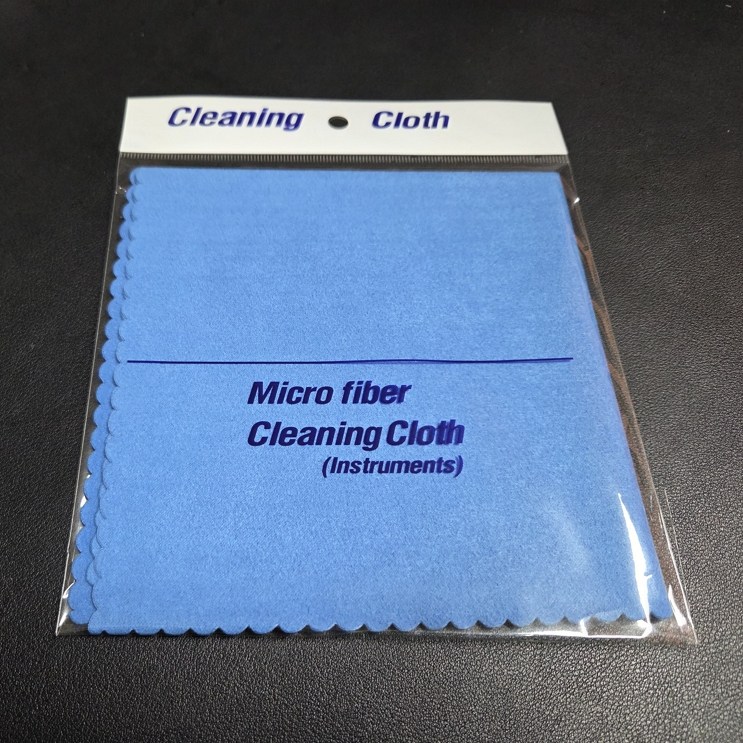 Cleaning Cloth
Micro fiber
Cleaning Cloth
(Instruments)